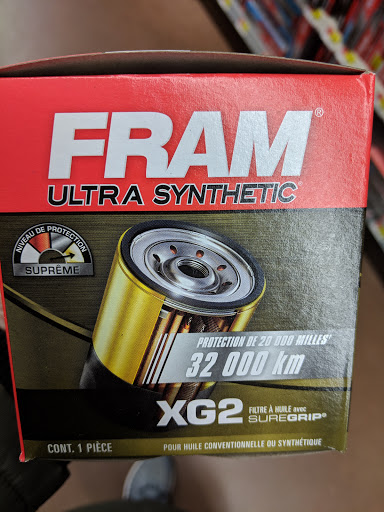 FRAM®
ULTRA SYNTHETIC
NIVEAU DE PROTECTION
SUPRÊME
PROTECTION DE 20 000 MILLES
32 000 km
XG2 FILTRE À HUILE avec
SUREGRIP®
CONT. 1 PIÈCE
POUR HUILE CONVENTIONELLE OU SYNTHÉTIQUE